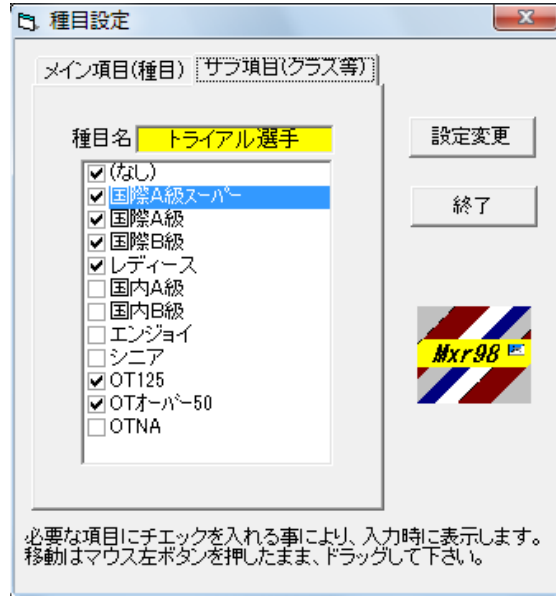 種目設定
メイン項目(種目)
サブ項目(クラス等)
種目名 トライアル選手
(なし)
国際A級スーパー
国際A級
国際B級
レディース
国内A級
国内B級
エンジョイ
シニア
OT125
OTオーバー50
OTNA
設定変更
終了
Mxr98
必要な項目にチェックを入れる事により、入力時に表示します。
移動はマウス左ボタンを押したまま、ドラッグして下さい。